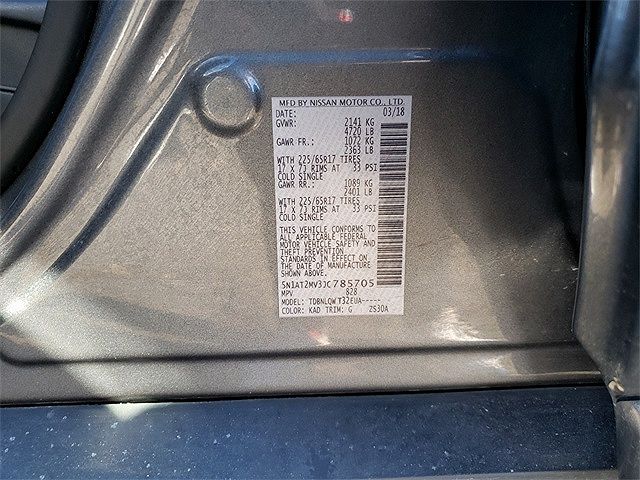 MFD BY NISSAN MOTOR CO., LTD.
DATE: 03/18
GVWR: 2141 KG
4720 LB
GAWR FR.: 1072 KG
2363 LB
WITH 225/65R17 TIRES
17 X 7J RIMS AT 33 PSI
COLD SINGLE
GAWR RR.: 1089 KG
2401 LB
WITH 225/65R17 TIRES
17 X 7J RIMS AT 33 PSI
COLD SINGLE
THIS VEHICLE CONFORMS TO
ALL APPLICABLE FEDERAL
MOTOR VEHICLE SAFETY AND
THEFT PREVENTION
STANDARDS IN EFFECT ON
THE DATE OF MANUFACTURE
SHOWN ABOVE.
5N1AT2MV3JC785705
MPV 828
MODEL: TDBNLQW T32EUA-----
COLOR: KAD TRIM: G 2S30A